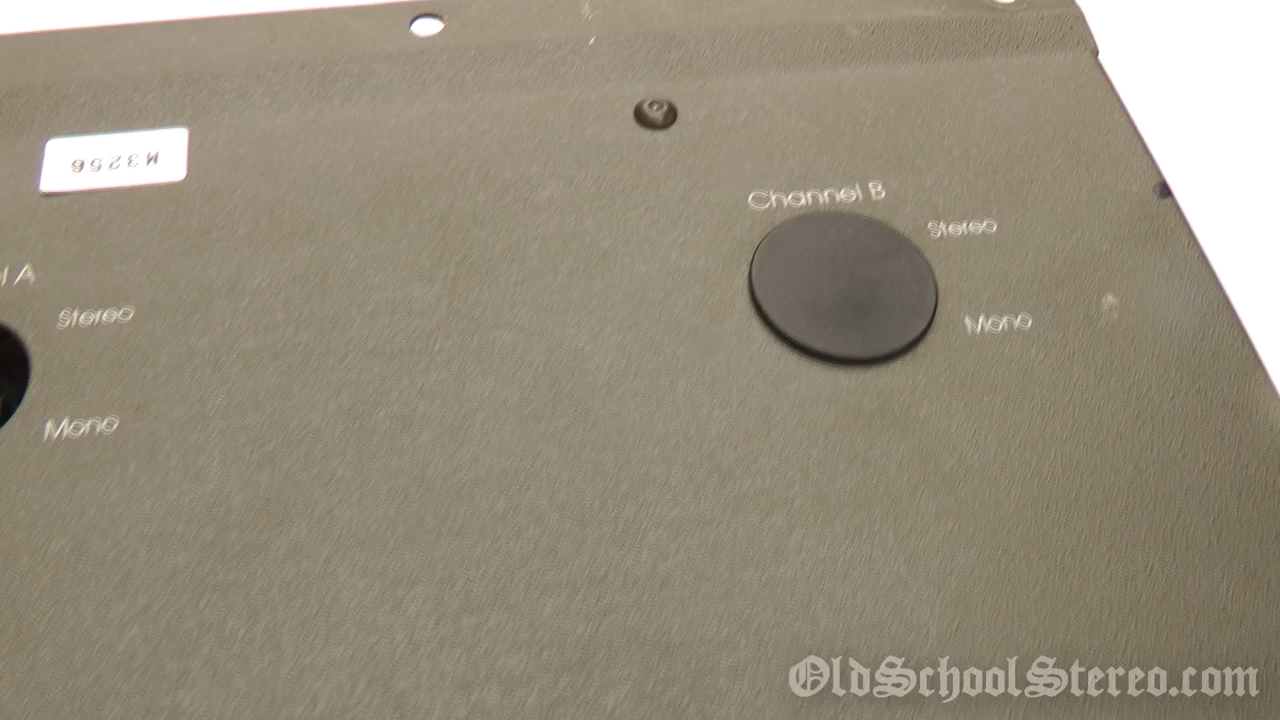 M3256
Channel B
Stereo
l A
Stereo
Mono
Mono
OldSchoolStereo.com